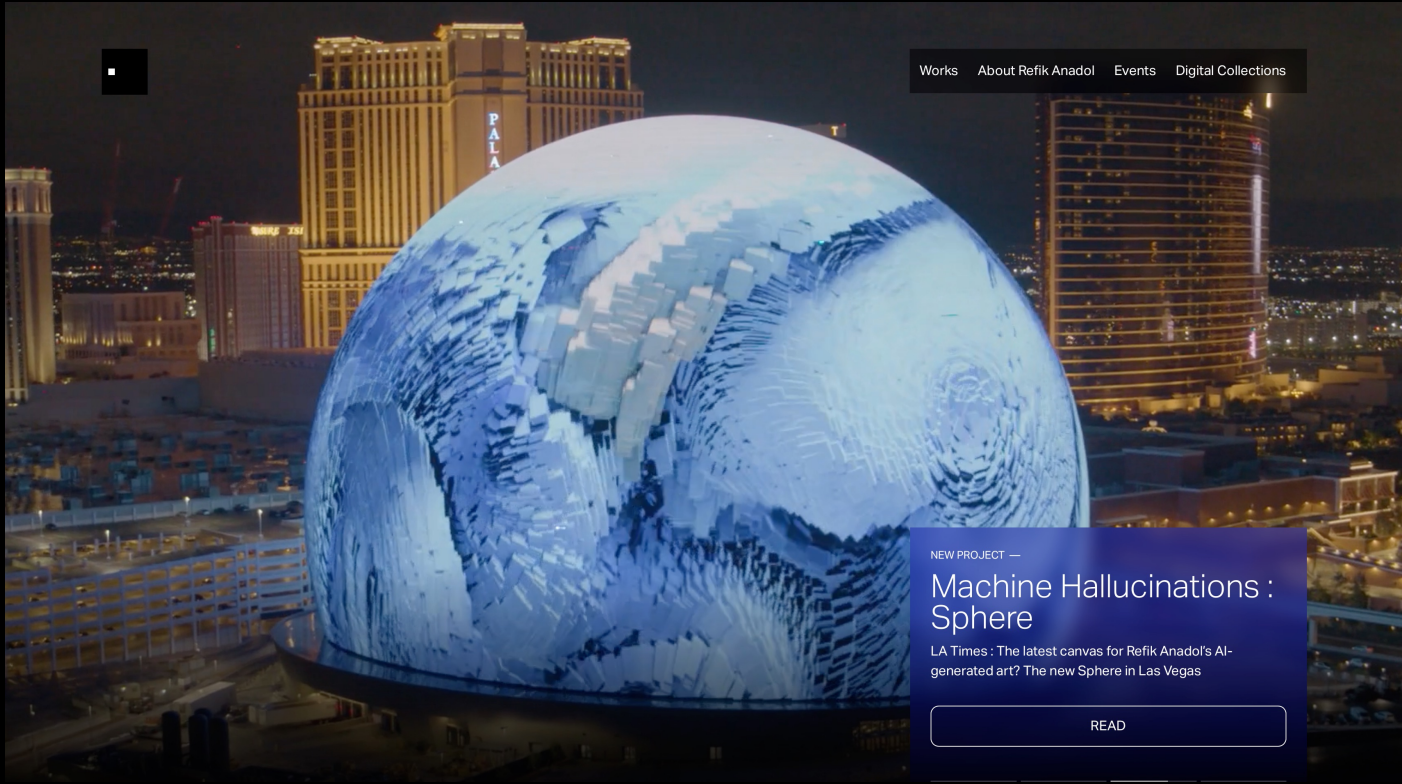 Works About Refik Anadol Events Digital Collections
PALA
T
NEW PROJECT —
Machine Hallucinations :
Sphere
LA Times : The latest canvas for Refik Anadol's AI-
generated art? The new Sphere in Las Vegas
READ